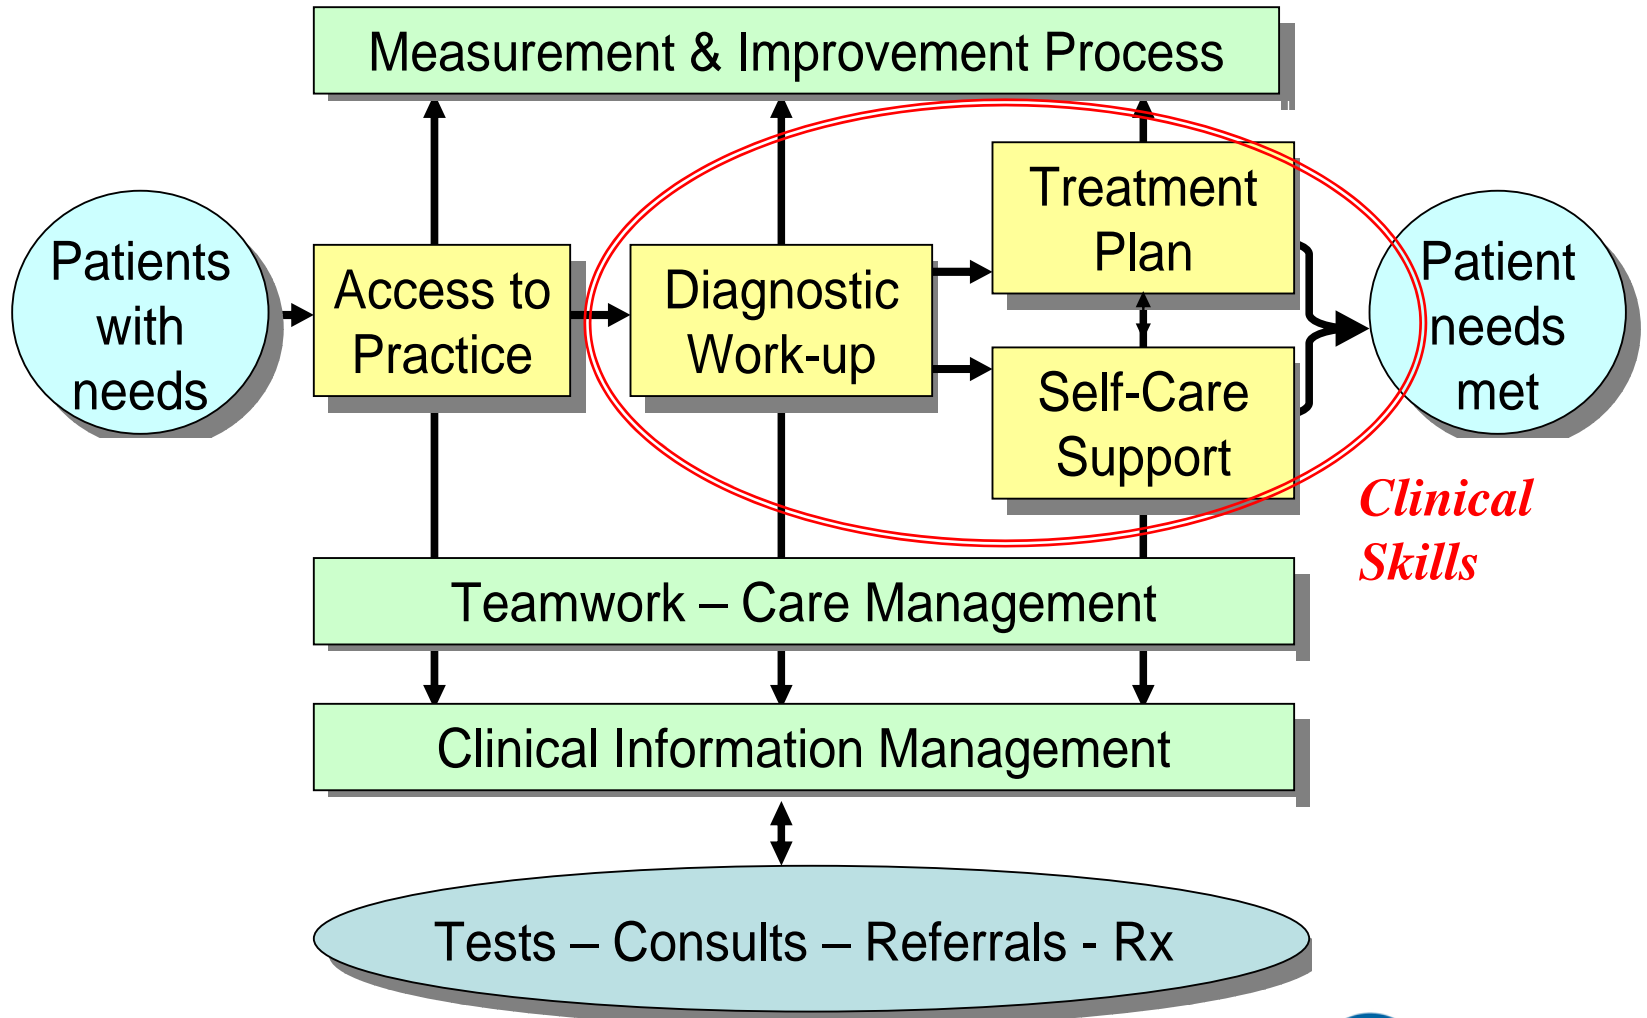 Measurement & Improvement Process
Patients
with
needs
Access to
Practice
Diagnostic
Work-up
Treatment
Plan
Self-Care
Support
Patient
needs
met
Clinical
Skills
Teamwork – Care Management
Clinical Information Management
Tests – Consults – Referrals - Rx